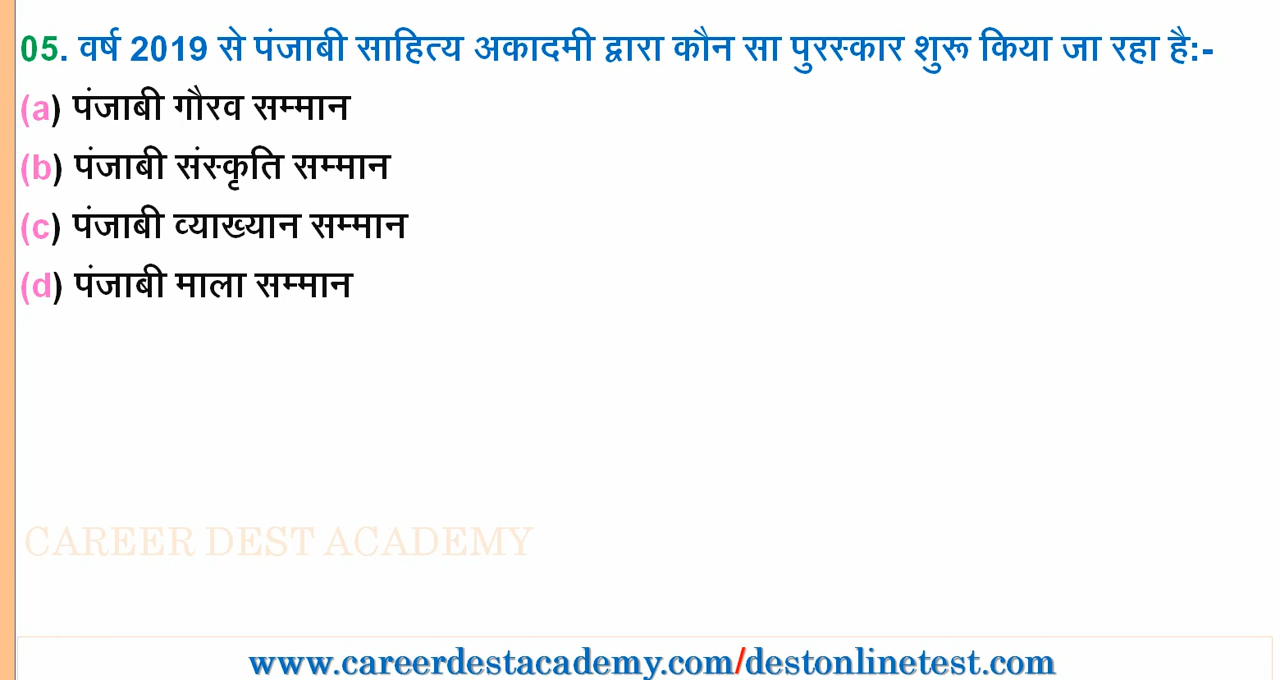 05. वर्ष 2019 से पंजाबी साहित्य अकादमी द्वारा कौन सा पुरस्कार शुरू किया जा रहा है:-
(a) पंजाबी गौरव सम्मान
(b) पंजाबी संस्कृति सम्मान
(c) पंजाबी व्याख्यान सम्मान
(d) पंजाबी माला सम्मान
CAREER DEST ACADEMY
www.careerdestacademy.com/destonlinetest.com